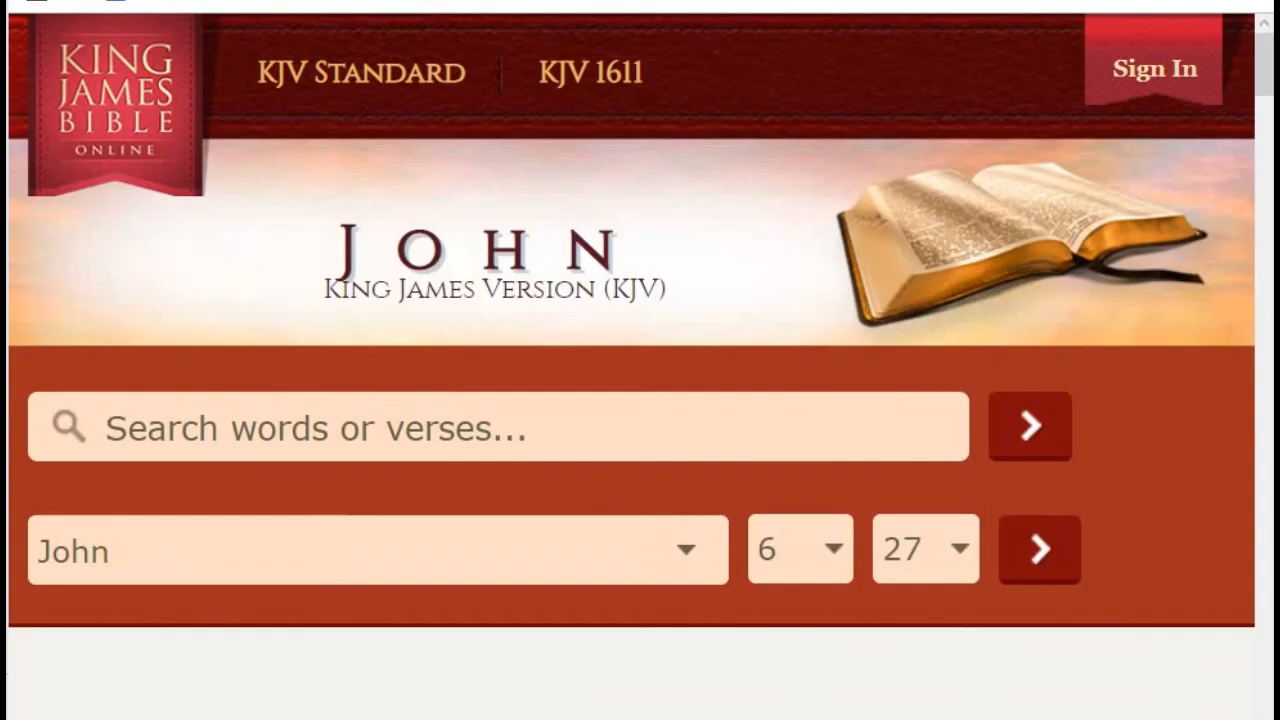 KING
JAMES
BIBLE
ONLINE
KJV STANDARD
KJV 1611
Sign In
JOHN
KING JAMES VERSION (KJV)
Search words or verses...
John
6
27